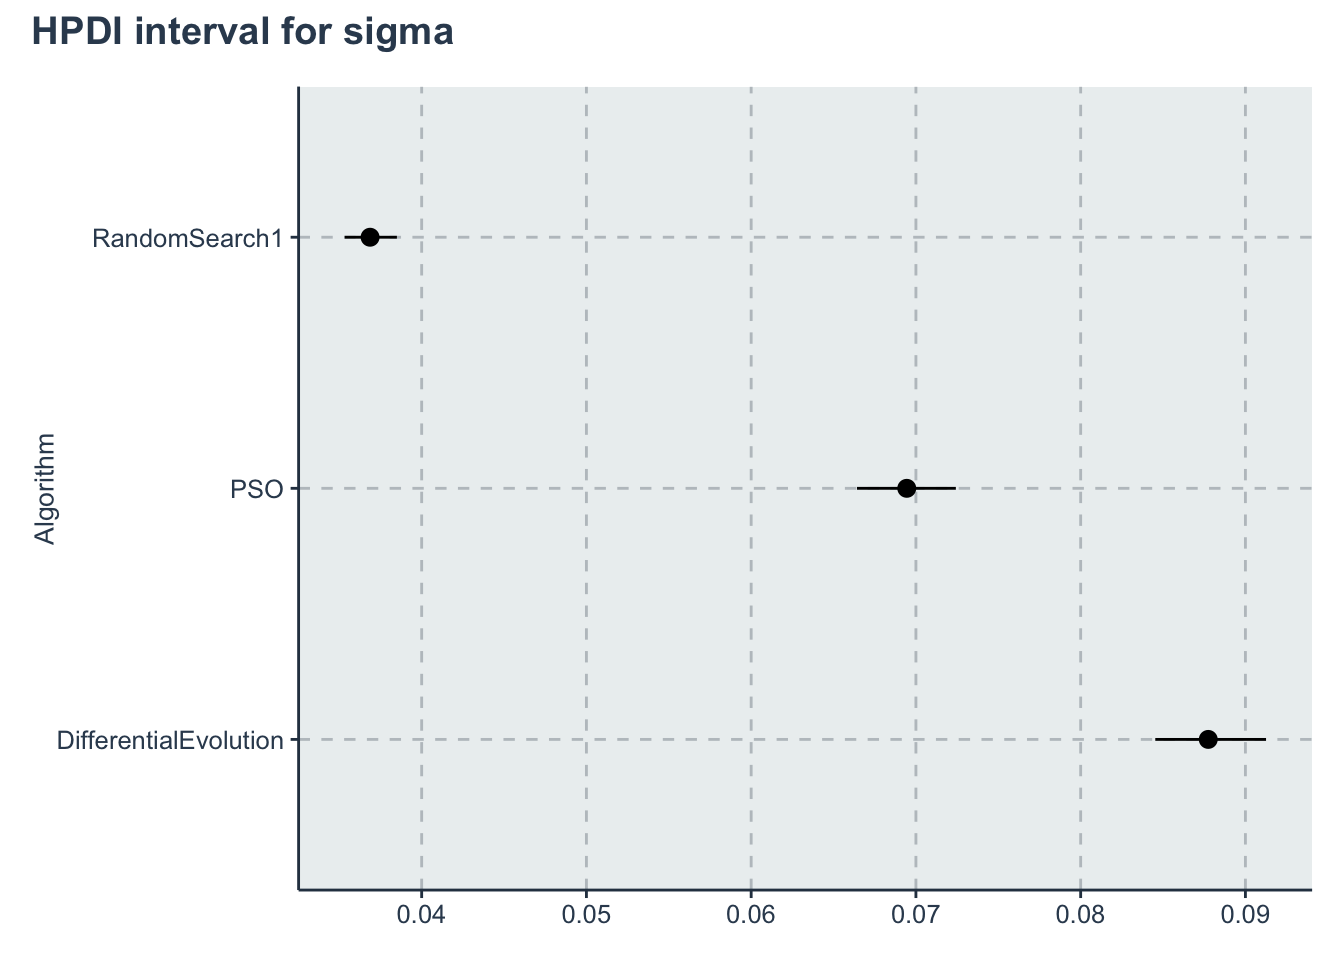 HPDI interval for sigma
Algorithm
RandomSearch1
PSO
DifferentialEvolution
0.04 0.05 0.06 0.07 0.08 0.09